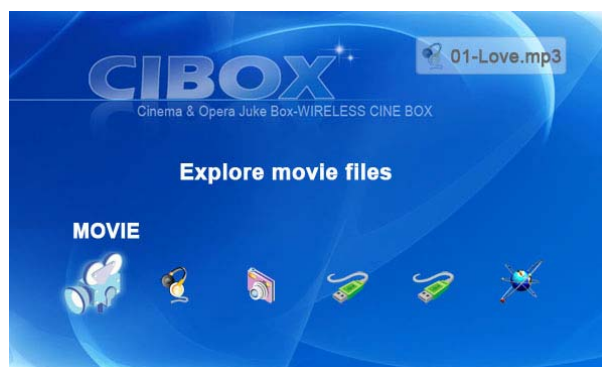 01-Love.mp3
CIBOX
Cinema & Opera Juke Box-WIRELESS CINE BOX
Explore movie files
MOVIE